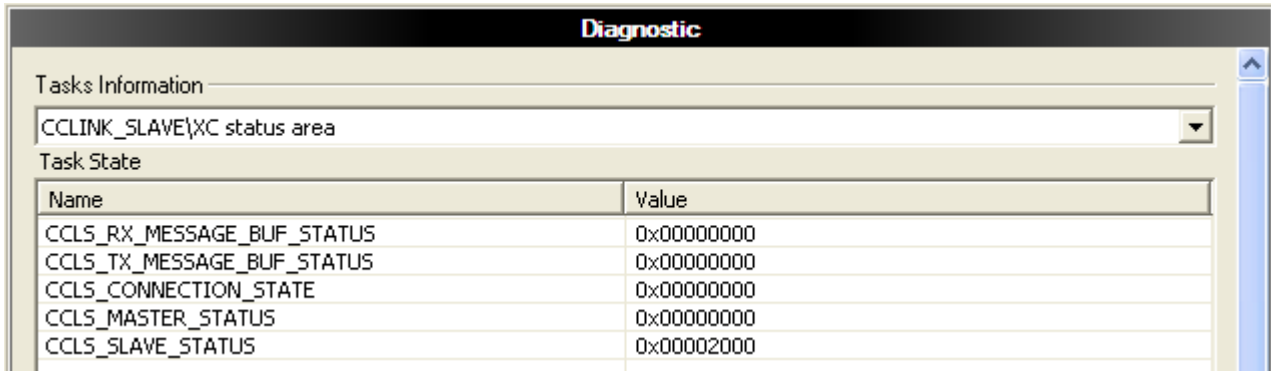 Diagnostic
Tasks Information
CCLINK_SLAVE\XC status area
Task State
Name Value
CCLS_RX_MESSAGE_BUF_STATUS 0x00000000
CCLS_TX_MESSAGE_BUF_STATUS 0x00000000
CCLS_CONNECTION_STATE 0x00000000
CCLS_MASTER_STATUS 0x00000000
CCLS_SLAVE_STATUS 0x00002000